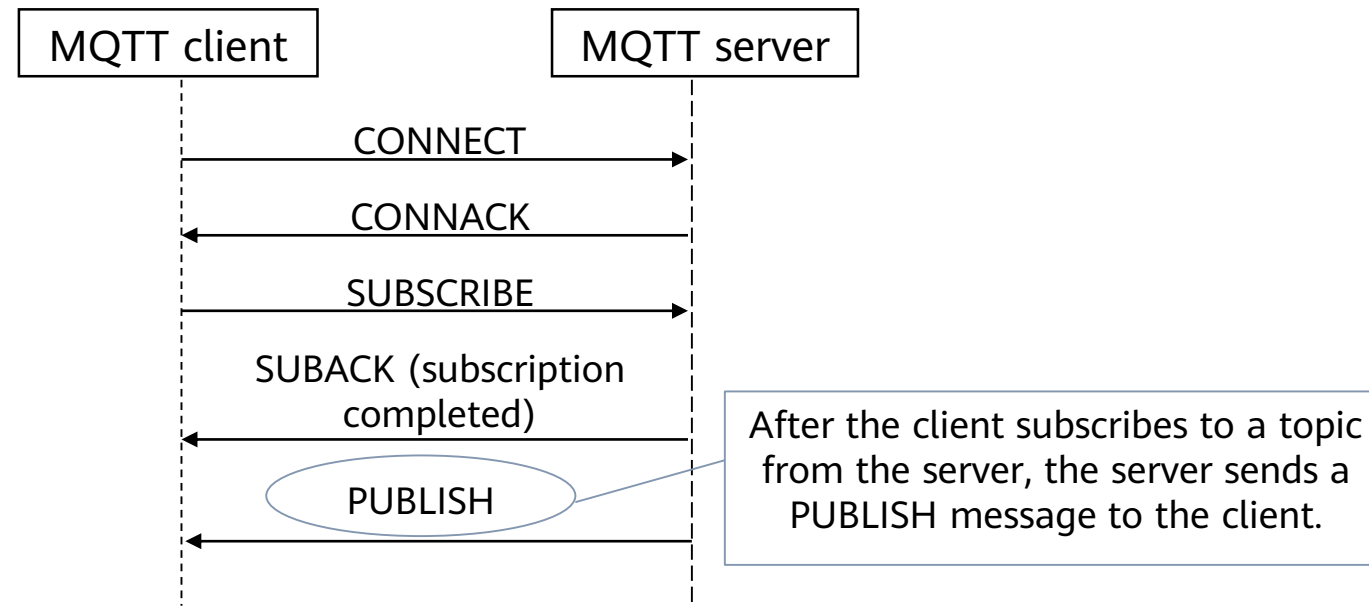 MQTT client
MQTT server
CONNECT
CONNACK
SUBSCRIBE
SUBACK (subscription
completed)
PUBLISH
After the client subscribes to a topic
from the server, the server sends a
PUBLISH message to the client.